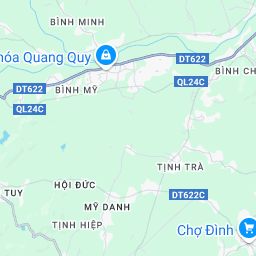 BÌNH MINH
hóa Quang Quy
DT622
BÌNH CH
QL24C
DT622
BÌNH MỸ
QL24C
TỊNH TRÀ
HỘI ĐỨC
TUY
DT622C
MỸ DANH
TỊNH HIỆP
Chợ Đình